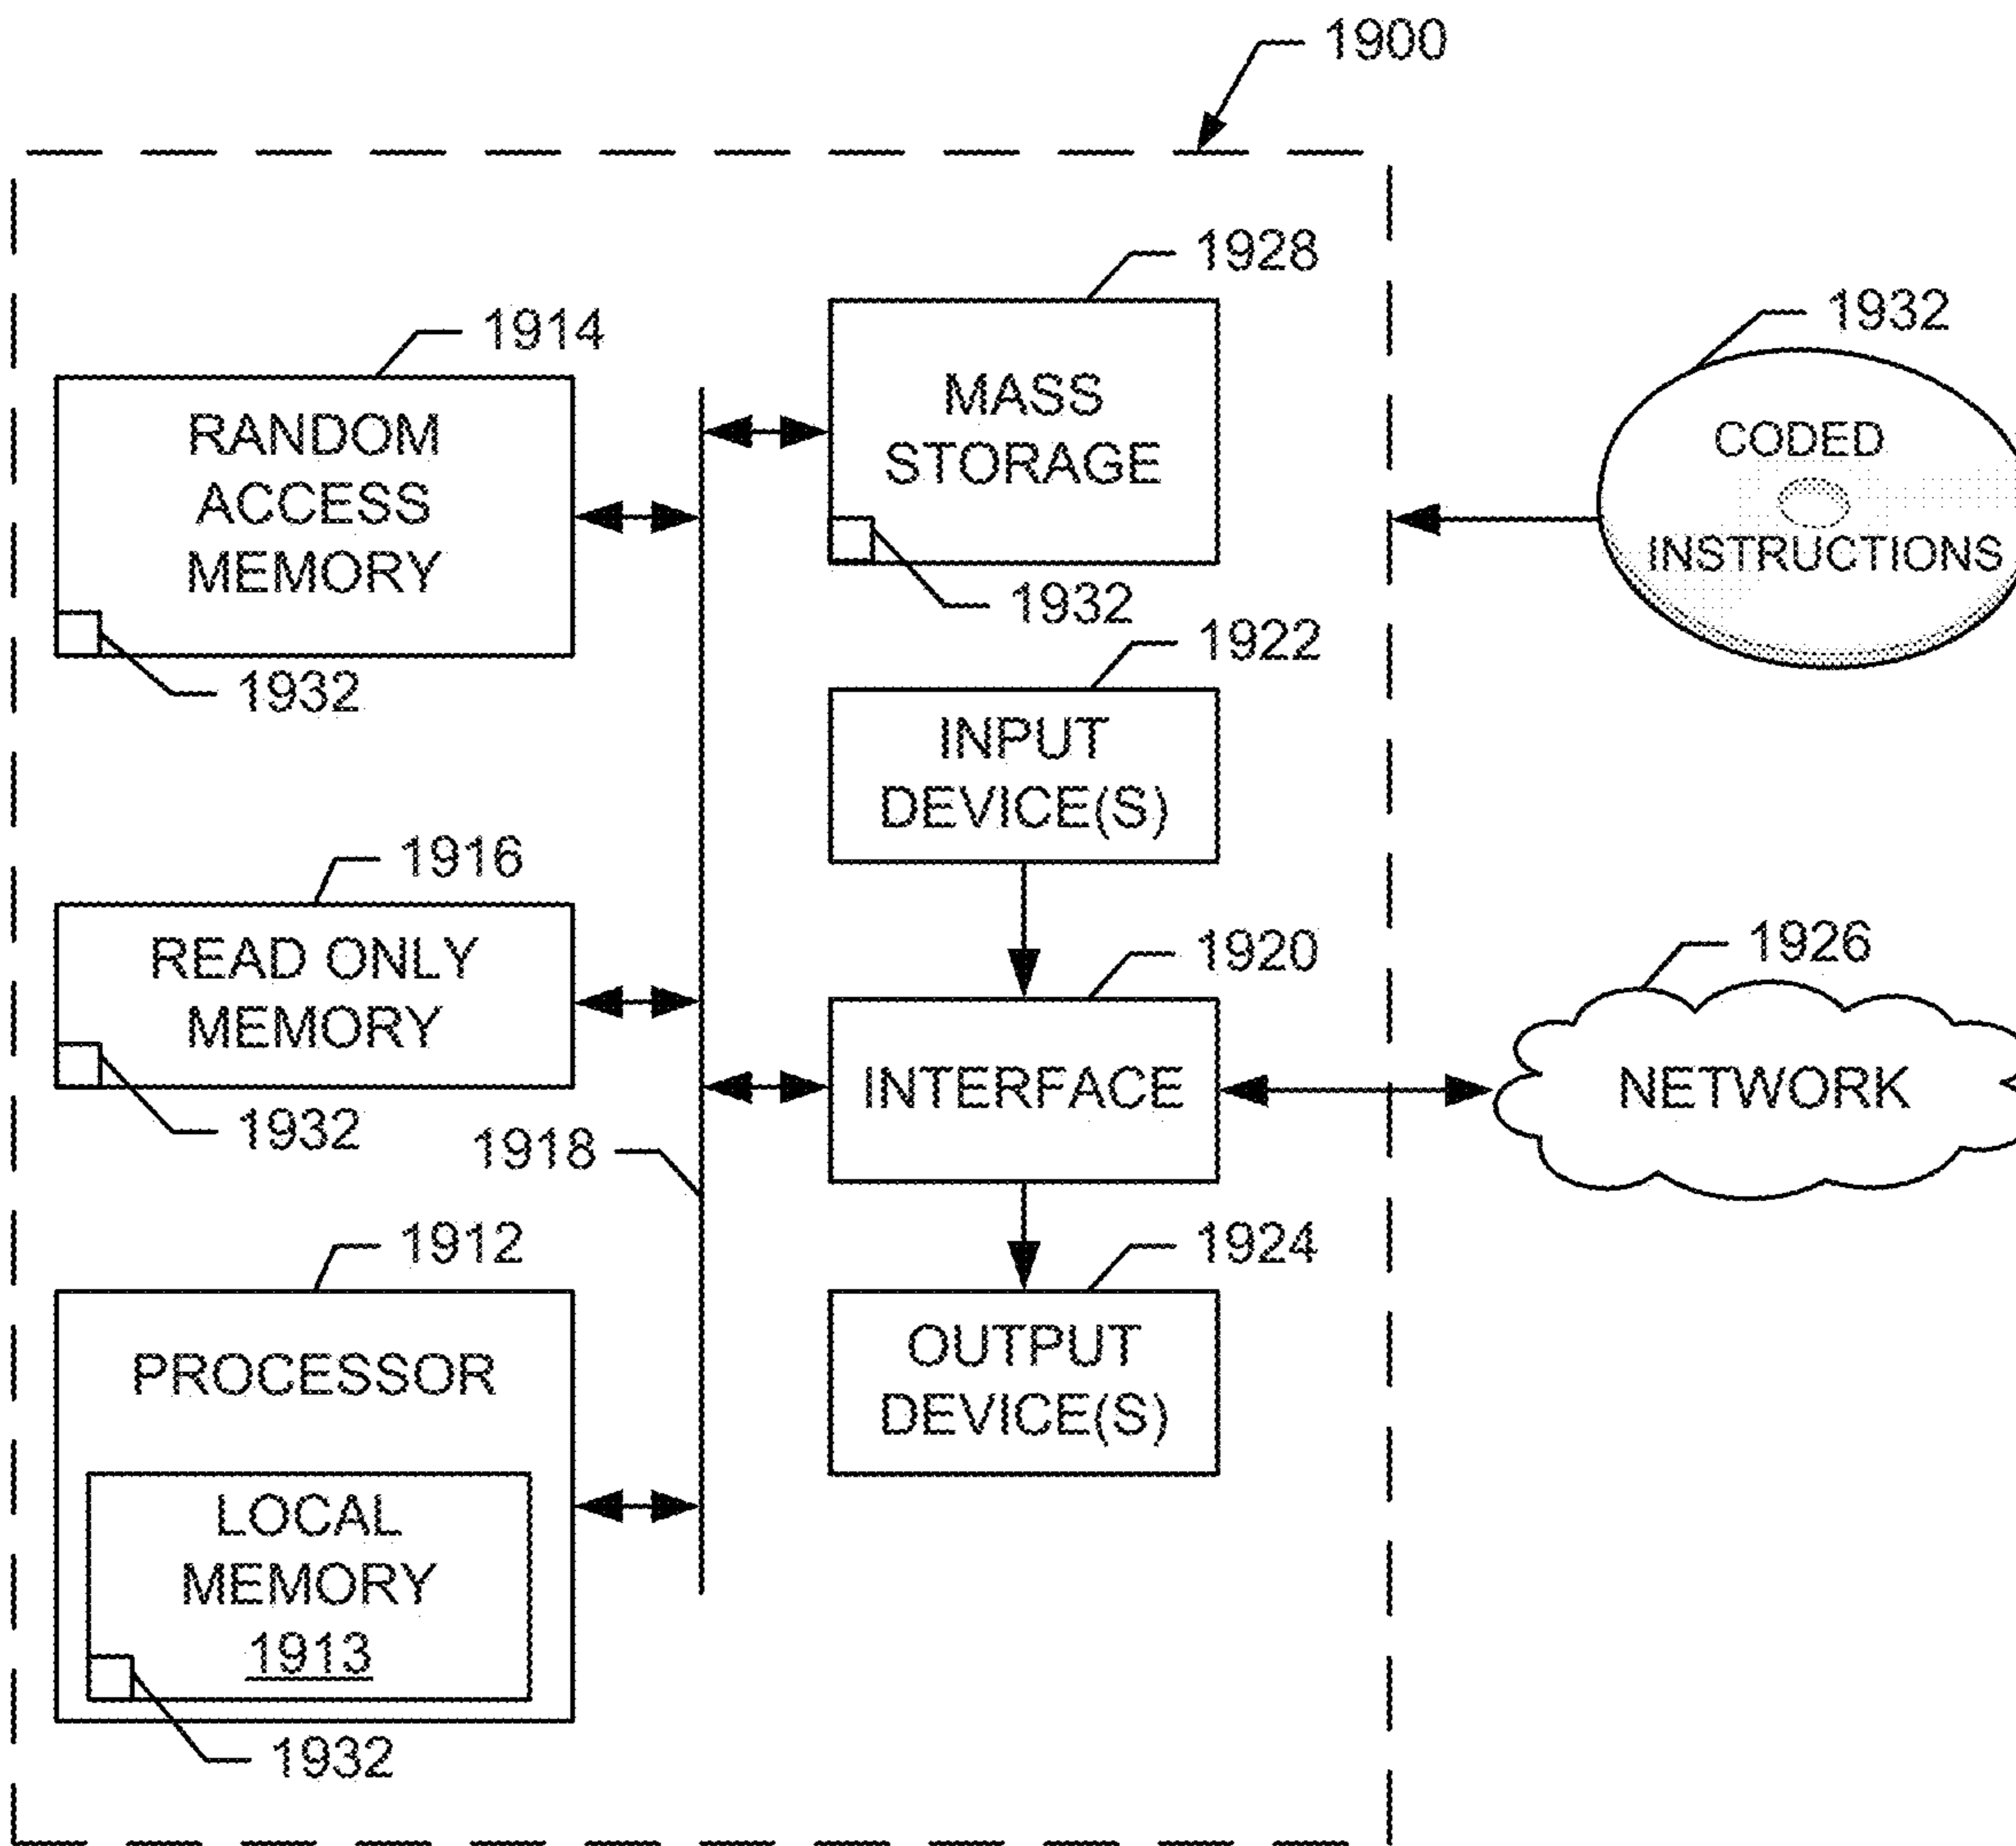 1900
1928
1914
1932
MASS
STORAGE
RANDOM
ACCESS
MEMORY
CODED
INSTRUCTIONS
1932
1932
1922
INPUT
DEVICE(S)
1916
READ ONLY
MEMORY
1932
1920
1926
INTERFACE
NETWORK
1918
1912
1924
PROCESSOR
OUTPUT
DEVICE(S)
LOCAL
MEMORY
1913
1932